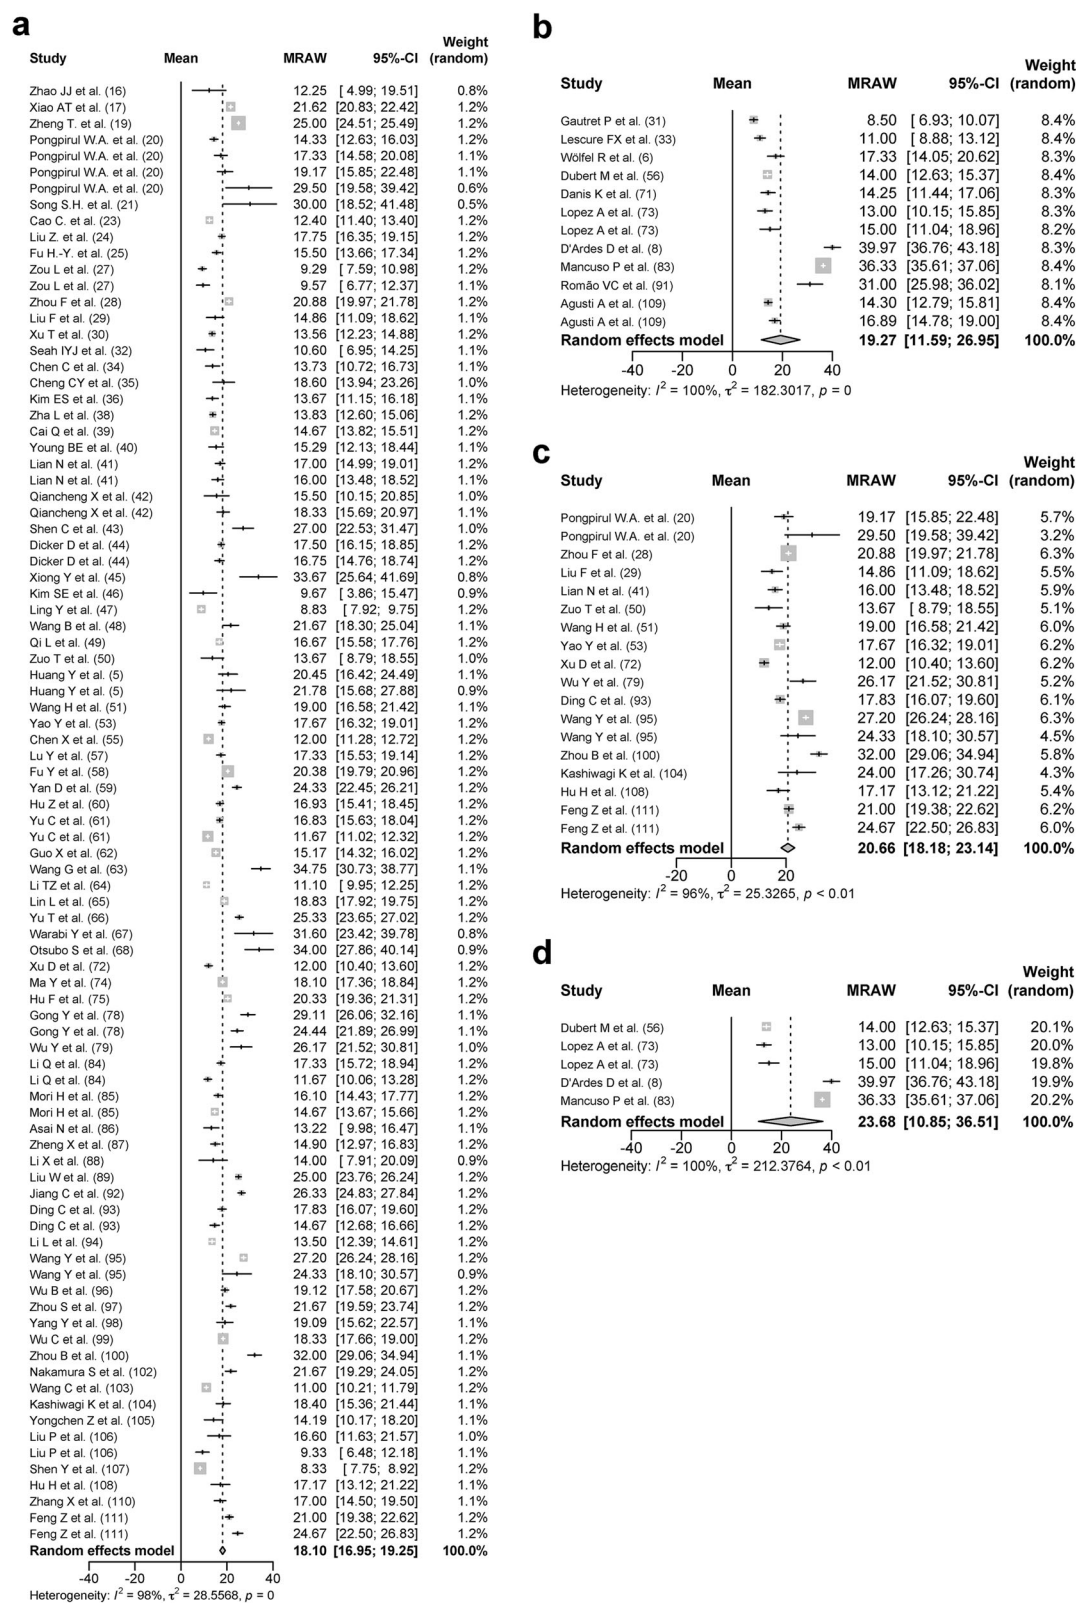 a
Study Mean MRAW 95%-CI Weight (random)
Zhao JJ et al. (16) 12.25 [ 4.99; 19.51] 0.8%
Xiao AT et al. (17) 21.62 [20.83; 22.42] 1.2%
Zheng T. et al. (19) 25.00 [24.51; 25.49] 1.2%
Pongpirul W.A. et al. (20) 14.33 [12.63; 16.03] 1.2%
Pongpirul W.A. et al. (20) 17.33 [14.58; 20.08] 1.1%
Pongpirul W.A. et al. (20) 19.17 [15.85; 22.48] 1.1%
Pongpirul W.A. et al. (20) 29.50 [19.58; 39.42] 0.6%
Song S.H. et al. (21) 30.00 [18.52; 41.48] 0.5%
Cao C. et al. (23) 12.40 [11.40; 13.40] 1.2%
Liu Z. et al. (24) 17.75 [16.35; 19.15] 1.2%
Fu H.-Y. et al. (25) 15.50 [13.66; 17.34] 1.2%
Zou L et al. (27) 9.29 [ 7.59; 10.98] 1.2%
Zou L et al. (27) 9.57 [ 6.77; 12.37] 1.1%
Zhou F et al. (28) 20.88 [19.97; 21.78] 1.2%
Liu F et al. (29) 14.86 [11.09; 18.62] 1.1%
Xu T et al. (30) 13.56 [12.23; 14.88] 1.2%
Seah IYJ et al. (32) 10.60 [ 6.95; 14.25] 1.1%
Chen C et al. (34) 13.73 [10.72; 16.73] 1.1%
Cheng CY et al. (35) 18.60 [13.94; 23.26] 1.0%
Kim ES et al. (36) 13.67 [11.15; 16.18] 1.1%
Zha L et al. (38) 13.83 [12.60; 15.06] 1.2%
Cai Q et al. (39) 14.67 [13.82; 15.51] 1.2%
Young BE et al. (40) 15.29 [12.13; 18.44] 1.1%
Lian N et al. (41) 17.00 [14.99; 19.01] 1.2%
Lian N et al. (41) 16.00 [13.48; 18.52] 1.1%
Qiancheng X et al. (42) 15.50 [10.15; 20.85] 1.0%
Qiancheng X et al. (42) 18.33 [15.69; 20.97] 1.1%
Shen C et al. (43) 27.00 [22.53; 31.47] 1.0%
Dicker D et al. (44) 17.50 [16.15; 18.85] 1.2%
Dicker D et al. (44) 16.75 [14.76; 18.74] 1.2%
Xiong Y et al. (45) 33.67 [25.64; 41.69] 0.8%
Kim SE et al. (46) 9.67 [ 3.86; 15.47] 0.9%
Ling Y et al. (47) 8.83 [ 7.92; 9.75] 1.2%
Wang B et al. (48) 21.67 [18.30; 25.04] 1.1%
Qi L et al. (49) 16.67 [15.58; 17.76] 1.2%
Zuo T et al. (50) 13.67 [ 8.79; 18.55] 1.0%
Huang Y et al. (5) 20.45 [16.42; 24.49] 1.1%
Huang Y et al. (5) 21.78 [15.68; 27.88] 0.9%
Wang H et al. (51) 19.00 [16.58; 21.42] 1.1%
Yao Y et al. (53) 17.67 [16.32; 19.01] 1.2%
Chen X et al. (55) 12.00 [11.28; 12.72] 1.2%
Lu Y et al. (57) 17.33 [15.53; 19.14] 1.2%
Fu Y et al. (58) 20.38 [19.79; 20.96] 1.2%
Yan D et al. (59) 24.33 [22.45; 26.21] 1.2%
Hu Z et al. (60) 16.93 [15.41; 18.45] 1.2%
Yu C et al. (61) 16.83 [15.63; 18.04] 1.2%
Yu C et al. (61) 11.67 [11.02; 12.32] 1.2%
Guo X et al. (62) 15.17 [14.32; 16.02] 1.2%
Wang G et al. (63) 34.75 [30.73; 38.77] 1.1%
Li TZ et al. (64) 11.10 [ 9.95; 12.25] 1.2%
Lin L et al. (65) 18.83 [17.92; 19.75] 1.2%
Yu T et al. (66) 25.33 [23.65; 27.02] 1.2%
Warabi Y et al. (67) 31.60 [23.42; 39.78] 0.8%
Otsubo S et al. (68) 34.00 [27.86; 40.14] 0.9%
Xu D et al. (72) 12.00 [10.40; 13.60] 1.2%
Ma Y et al. (74) 18.10 [17.36; 18.84] 1.2%
Hu F et al. (75) 20.33 [19.36; 21.31] 1.2%
Gong Y et al. (78) 29.11 [26.06; 32.16] 1.1%
Gong Y et al. (78) 24.44 [21.89; 26.99] 1.1%
Wu Y et al. (79) 26.17 [21.52; 30.81] 1.0%
Li Q et al. (84) 17.33 [15.72; 18.94] 1.2%
Li Q et al. (84) 11.67 [10.06; 13.28] 1.2%
Mori H et al. (85) 16.10 [14.43; 17.77] 1.2%
Mori H et al. (85) 14.67 [13.67; 15.66] 1.2%
Asai N et al. (86) 13.22 [ 9.98; 16.47] 1.1%
Zheng X et al. (87) 14.90 [12.97; 16.83] 1.2%
Li X et al. (88) 14.00 [ 7.91; 20.09] 0.9%
Liu W et al. (89) 25.00 [23.76; 26.24] 1.2%
Jiang C et al. (92) 26.33 [24.83; 27.84] 1.2%
Ding C et al. (93) 17.83 [16.07; 19.60] 1.2%
Ding C et al. (93) 14.67 [12.68; 16.66] 1.2%
Li L et al. (94) 13.50 [12.39; 14.61] 1.2%
Wang Y et al. (95) 27.20 [26.24; 28.16] 1.2%
Wang Y et al. (95) 24.33 [18.10; 30.57] 0.9%
Wu B et al. (96) 19.12 [17.58; 20.67] 1.2%
Zhou S et al. (97) 21.67 [19.59; 23.74] 1.2%
Yang Y et al. (98) 19.09 [15.62; 22.57] 1.1%
Wu C et al. (99) 18.33 [17.66; 19.00] 1.2%
Zhou B et al. (100) 32.00 [29.06; 34.94] 1.1%
Nakamura S et al. (102) 21.67 [19.29; 24.05] 1.2%
Wang C et al. (103) 11.00 [10.21; 11.79] 1.2%
Kashiwagi K et al. (104) 18.40 [15.36; 21.44] 1.1%
Yongchen Z et al. (105) 14.19 [10.17; 18.20] 1.1%
Liu P et al. (106) 16.60 [11.63; 21.57] 1.0%
Liu P et al. (106) 9.33 [ 6.48; 12.18] 1.1%
Shen Y et al. (107) 8.33 [ 7.75; 8.92] 1.2%
Hu H et al. (108) 17.17 [13.12; 21.22] 1.1%
Zhang X et al. (110) 17.00 [14.50; 19.50] 1.1%
Feng Z et al. (111) 21.00 [19.38; 22.62] 1.2%
Feng Z et al. (111) 24.67 [22.50; 26.83] 1.2%
Random effects model 18.10 [16.95; 19.25] 100.0%
-40 -20 0 20 40
Heterogeneity: I² = 98%, τ² = 28.5568, p = 0
b
Study Mean MRAW 95%-CI Weight (random)
Gautret P et al. (31) 8.50 [ 6.93; 10.07] 8.4%
Lescure FX et al. (33) 11.00 [ 8.88; 13.12] 8.4%
Wölfel R et al. (6) 17.33 [14.05; 20.62] 8.3%
Dubert M et al. (56) 14.00 [12.63; 15.37] 8.4%
Danis K et al. (71) 14.25 [11.44; 17.06] 8.3%
Lopez A et al. (73) 13.00 [10.15; 15.85] 8.3%
Lopez A et al. (73) 15.00 [11.04; 18.96] 8.2%
D'Ardes D et al. (8) 39.97 [36.76; 43.18] 8.3%
Mancuso P et al. (83) 36.33 [35.61; 37.06] 8.4%
Romão VC et al. (91) 31.00 [25.98; 36.02] 8.1%
Agusti A et al. (109) 14.30 [12.79; 15.81] 8.4%
Agusti A et al. (109) 16.89 [14.78; 19.00] 8.4%
Random effects model 19.27 [11.59; 26.95] 100.0%
-40 -20 0 20 40
Heterogeneity: I² = 100%, τ² = 182.3017, p = 0
c
Study Mean MRAW 95%-CI Weight (random)
Pongpirul W.A. et al. (20) 19.17 [15.85; 22.48] 5.7%
Pongpirul W.A. et al. (20) 29.50 [19.58; 39.42] 3.2%
Zhou F et al. (28) 20.88 [19.97; 21.78] 6.3%
Liu F et al. (29) 14.86 [11.09; 18.62] 5.5%
Lian N et al. (41) 16.00 [13.48; 18.52] 5.9%
Zuo T et al. (50) 13.67 [ 8.79; 18.55] 5.1%
Wang H et al. (51) 19.00 [16.58; 21.42] 6.0%
Yao Y et al. (53) 17.67 [16.32; 19.01] 6.2%
Xu D et al. (72) 12.00 [10.40; 13.60] 6.2%
Wu Y et al. (79) 26.17 [21.52; 30.81] 5.2%
Ding C et al. (93) 17.83 [16.07; 19.60] 6.1%
Wang Y et al. (95) 27.20 [26.24; 28.16] 6.3%
Wang Y et al. (95) 24.33 [18.10; 30.57] 4.5%
Zhou B et al. (100) 32.00 [29.06; 34.94] 5.8%
Kashiwagi K et al. (104) 24.00 [17.26; 30.74] 4.3%
Hu H et al. (108) 17.17 [13.12; 21.22] 5.4%
Feng Z et al. (111) 21.00 [19.38; 22.62] 6.2%
Feng Z et al. (111) 24.67 [22.50; 26.83] 6.0%
Random effects model 20.66 [18.18; 23.14] 100.0%
-20 0 20
Heterogeneity: I² = 96%, τ² = 25.3265, p < 0.01
d
Study Mean MRAW 95%-CI Weight (random)
Dubert M et al. (56) 14.00 [12.63; 15.37] 20.1%
Lopez A et al. (73) 13.00 [10.15; 15.85] 20.0%
Lopez A et al. (73) 15.00 [11.04; 18.96] 19.8%
D'Ardes D et al. (8) 39.97 [36.76; 43.18] 19.9%
Mancuso P et al. (83) 36.33 [35.61; 37.06] 20.2%
Random effects model 23.68 [10.85; 36.51] 100.0%
-40 -20 0 20 40
Heterogeneity: I² = 100%, τ² = 212.3764, p < 0.01